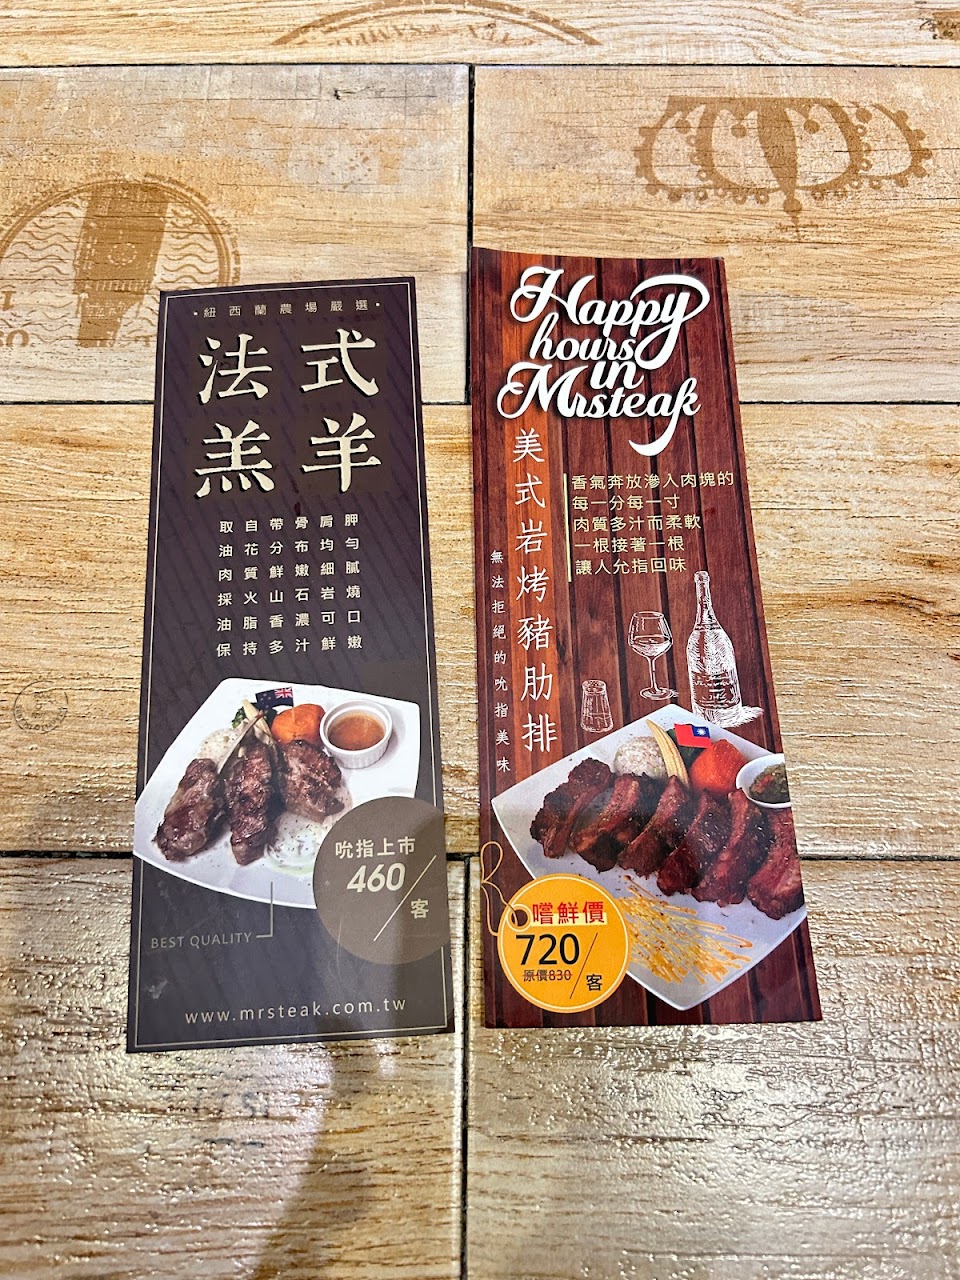 ·紐西蘭農場嚴選·
法式
羔羊
取自帶骨肩胛
油花分布均勻
肉質鮮嫩細膩
採火山石岩燒
油脂香濃可口
保持多汁鮮嫩
吮指上市
460/客
BEST QUALITY
www.mrsteak.com.tw
Happy
hours
in
Mrsteak
美式岩烤豬肋排
無法拒絕的吮指美味
香氣奔放滲入肉塊的
每一分每一寸
肉質多汁而柔軟
一根接著一根
讓人允指回味
嚐鮮價
720/客
原價830